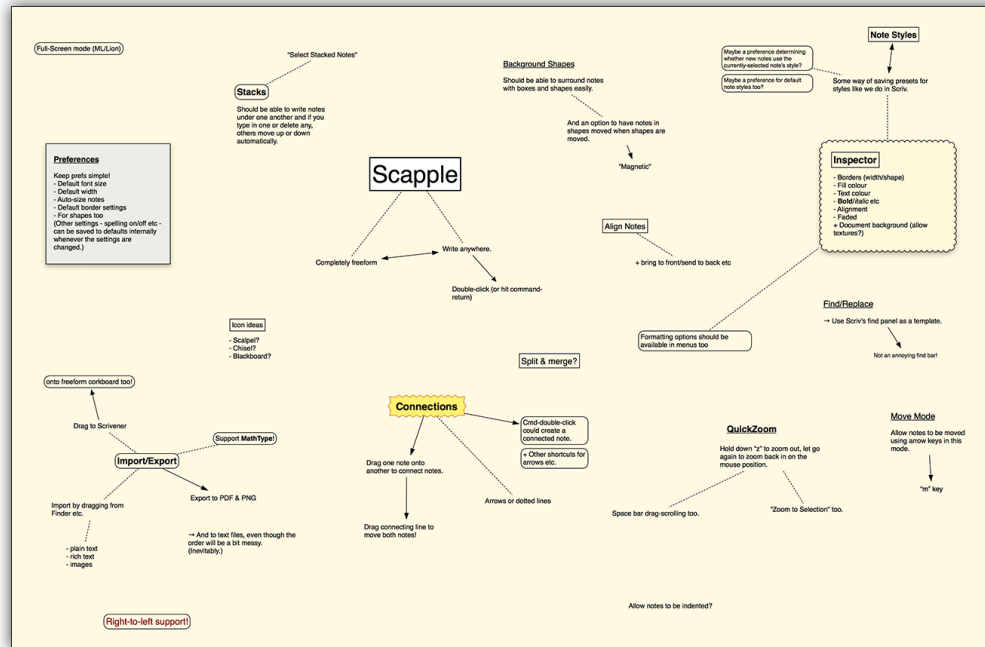 Full-Screen mode (ML/Lion)
"Select Stacked Notes"
Stacks
Should be able to write notes
under one another and if you
type in one or delete any,
others move up or down
automatically.
Background Shapes
Should be able to surround notes
with boxes and shapes easily.
And an option to have notes in
shapes moved when shapes are
moved.
"Magnetic"
Note Styles
Maybe a preference determining
whether new notes use the
currently-selected note's style?
Maybe a preference for default
note styles too?
Some way of saving presets for
styles like we do in Scriv.
Preferences
Keep prefs simple!
- Default font size
- Default width
- Auto-size notes
- Default border settings
- For shapes too
(Other settings - spelling on/off etc -
can be saved to defaults internally
whenever the settings are
changed.)
Scapple
Completely freeform
Write anywhere.
Double-click (or hit command-
return)
Inspector
- Borders (width/shape)
- Fill colour
- Text colour
- Bold/italic etc
- Alignment
- Faded
+ Document background (allow
textures?)
Align Notes
+ bring to front/send to back etc
Formatting options should be
available in menus too
Find/Replace
→ Use Scriv's find panel as a template.
Not an annoying find bar!
Icon ideas
- Scalpel?
- Chisel?
- Blackboard?
Split & merge?
onto freeform corkboard too!
Drag to Scrivener
Support MathType!
Import/Export
Export to PDF & PNG
Import by dragging from
Finder etc.
- plain text
- rich text
- images
→ And to text files, even though the
order will be a bit messy.
(Inevitably.)
Connections
Cmd-double-click
could create a
connected note.
+ Other shortcuts for
arrows etc.
Drag one note onto
another to connect notes.
Arrows or dotted lines
Drag connecting line to
move both notes!
QuickZoom
Hold down "z" to zoom out, let go
again to zoom back in on the
mouse position.
Space bar drag-scrolling too.
"Zoom to Selection" too.
Move Mode
Allow notes to be moved
using arrow keys in this
mode.
"m" key
Right-to-left support!
Allow notes to be indented?